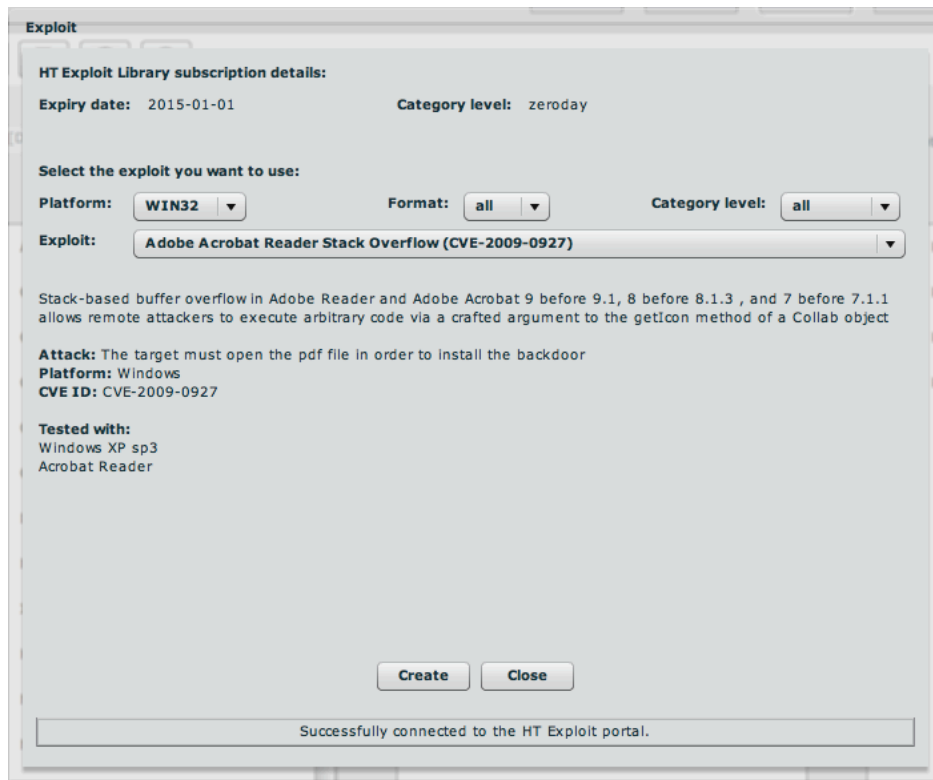 Exploit
HT Exploit Library subscription details:
Expiry date: 2015-01-01 Category level: zeroday
Select the exploit you want to use:
Platform: WIN32 Format: all Category level: all
Exploit: Adobe Acrobat Reader Stack Overflow (CVE-2009-0927)
Stack-based buffer overflow in Adobe Reader and Adobe Acrobat 9 before 9.1, 8 before 8.1.3 , and 7 before 7.1.1
allows remote attackers to execute arbitrary code via a crafted argument to the getIcon method of a Collab object
Attack: The target must open the pdf file in order to install the backdoor
Platform: Windows
CVE ID: CVE-2009-0927
Tested with:
Windows XP sp3
Acrobat Reader
Create Close
Successfully connected to the HT Exploit portal.